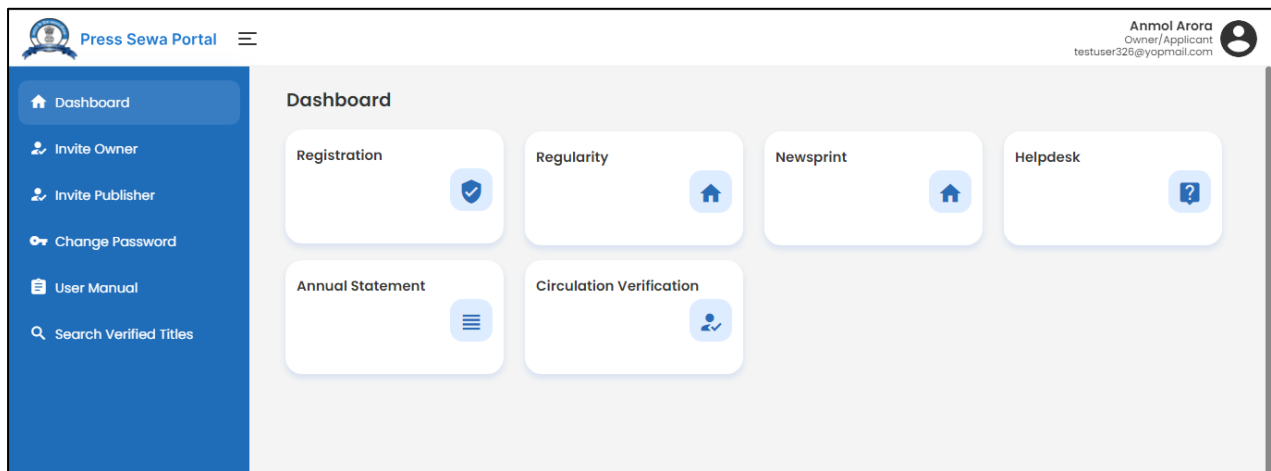 Press Sewa Portal
Anmol Arora
Owner/Applicant
testuser326@yopmail.com
Dashboard
Invite Owner
Invite Publisher
Change Password
User Manual
Search Verified Titles
Dashboard
Registration
Regularity
Newsprint
Helpdesk
Annual Statement
Circulation Verification